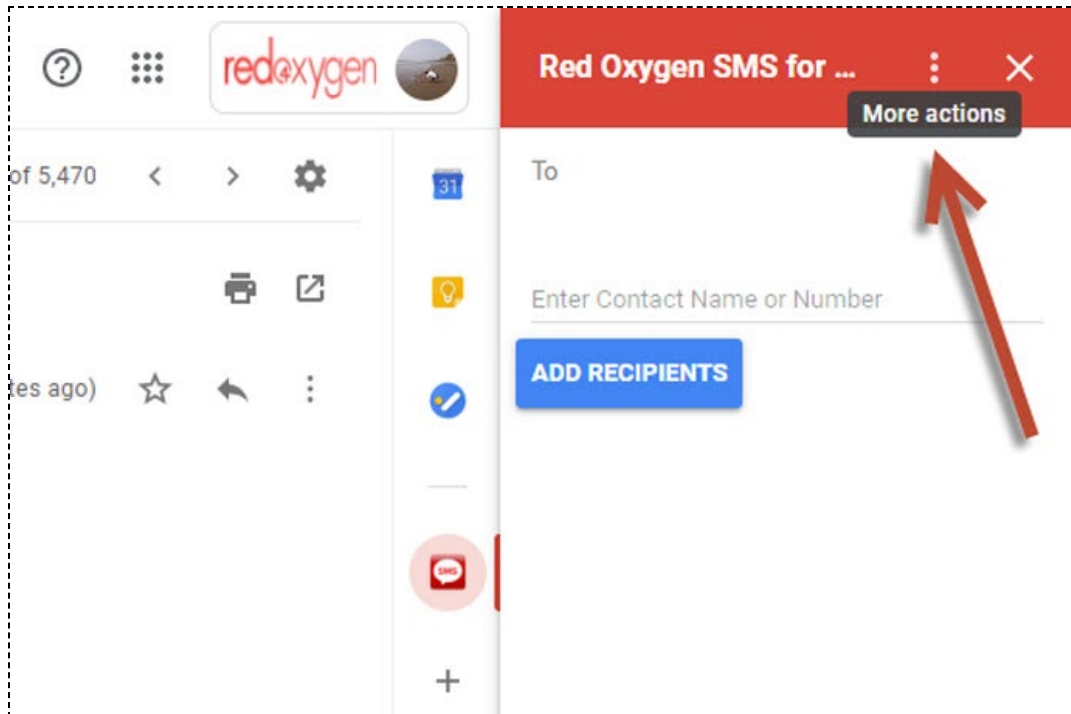 redoxygen
Red Oxygen SMS for ...
More actions
of 5,470
31
To
Enter Contact Name or Number
ADD RECIPIENTS
tes ago)
SMS